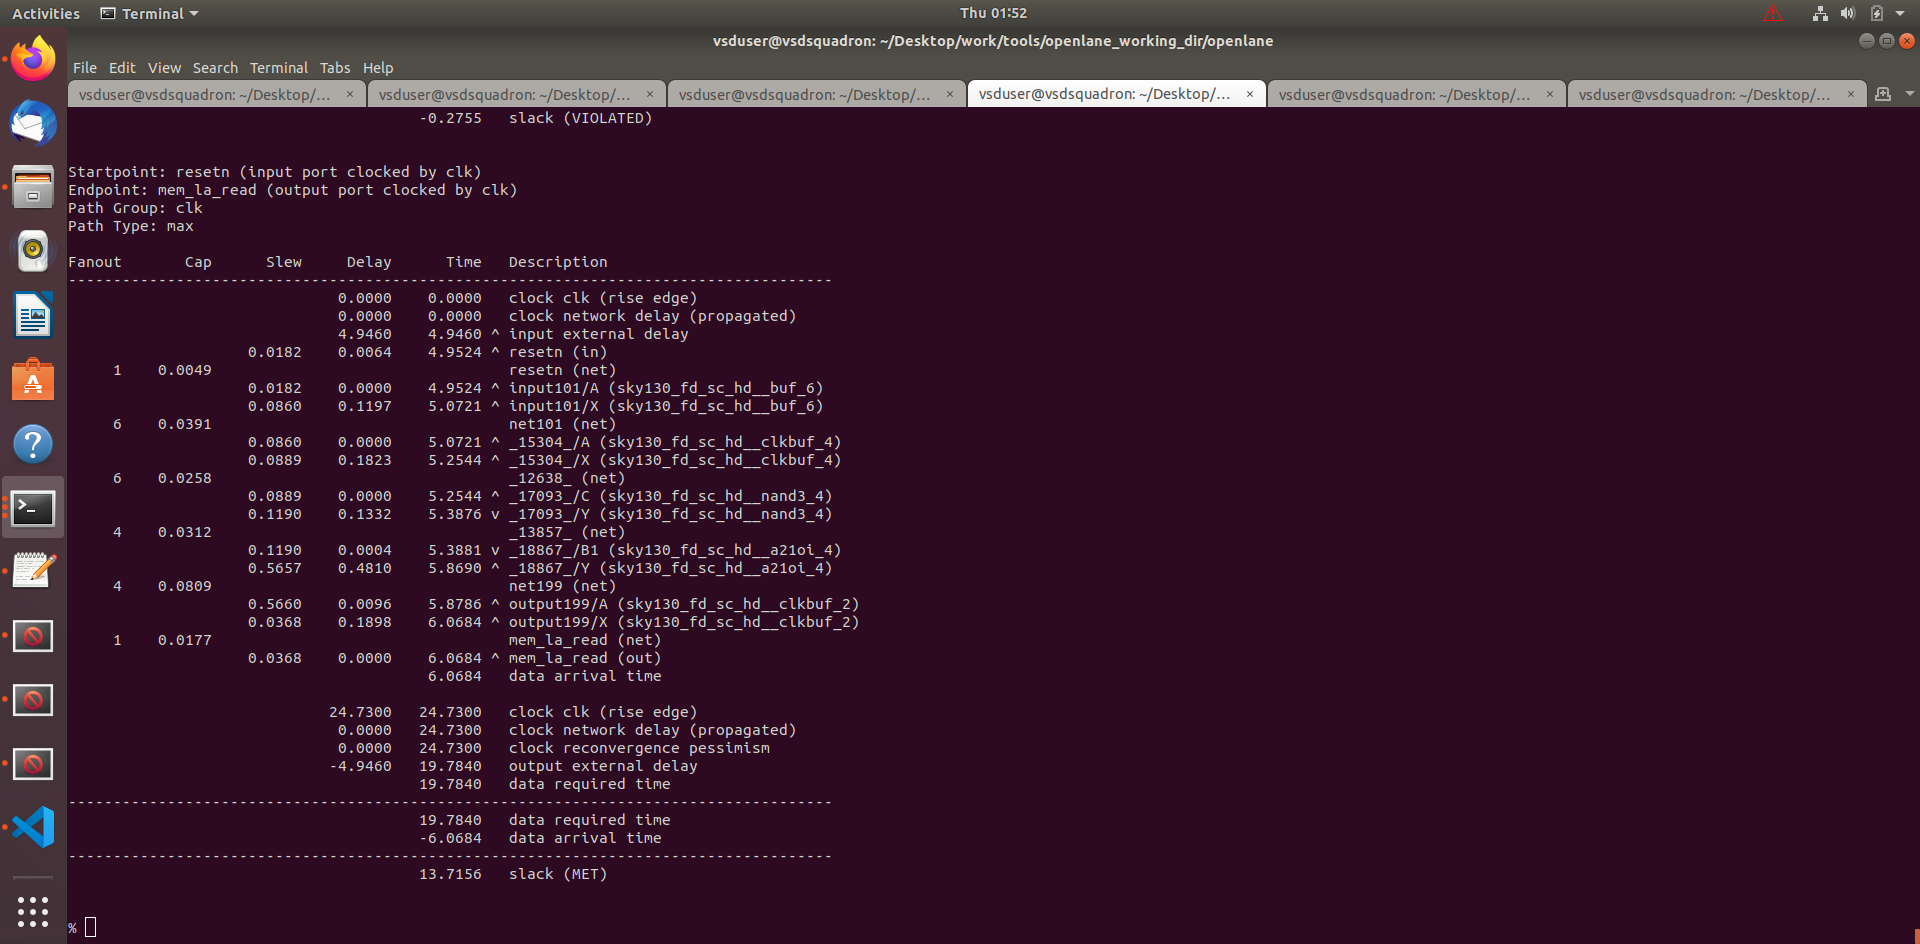 Activities Terminal Thu 01:52
vsduser@vsdsquadron: ~/Desktop/work/tools/openlane_working_dir/openlane
File Edit View Search Terminal Tabs Help
vsduser@vsdsquadron: ~/Desktop/... × vsduser@vsdsquadron: ~/Desktop/... × vsduser@vsdsquadron: ~/Desktop/... × vsduser@vsdsquadron: ~/Desktop/... × vsduser@vsdsquadron: ~/Desktop/... × vsduser@vsdsquadron: ~/Desktop/... ×
-0.2755 slack (VIOLATED)
Startpoint: resetn (input port clocked by clk)
Endpoint: mem_la_read (output port clocked by clk)
Path Group: clk
Path Type: max
Fanout Cap Slew Delay Time Description
-------------------------------------------------------------------------------------
0.0000 0.0000 clock clk (rise edge)
0.0000 0.0000 clock network delay (propagated)
4.9460 4.9460 ^ input external delay
0.0182 0.0064 4.9524 ^ resetn (in)
1 0.0049 resetn (net)
0.0182 0.0000 4.9524 ^ input101/A (sky130_fd_sc_hd__buf_6)
0.0860 0.1197 5.0721 ^ input101/X (sky130_fd_sc_hd__buf_6)
6 0.0391 net101 (net)
0.0860 0.0000 5.0721 ^ _15304_/A (sky130_fd_sc_hd__clkbuf_4)
0.0889 0.1823 5.2544 ^ _15304_/X (sky130_fd_sc_hd__clkbuf_4)
6 0.0258 _12638_ (net)
0.0889 0.0000 5.2544 ^ _17093_/C (sky130_fd_sc_hd__nand3_4)
0.1190 0.1332 5.3876 v _17093_/Y (sky130_fd_sc_hd__nand3_4)
4 0.0312 _13857_ (net)
0.1190 0.0004 5.3881 v _18867_/B1 (sky130_fd_sc_hd__a21oi_4)
0.5657 0.4810 5.8690 ^ _18867_/Y (sky130_fd_sc_hd__a21oi_4)
4 0.0809 net199 (net)
0.5660 0.0096 5.8786 ^ output199/A (sky130_fd_sc_hd__clkbuf_2)
0.0368 0.1898 6.0684 ^ output199/X (sky130_fd_sc_hd__clkbuf_2)
1 0.0177 mem_la_read (net)
0.0368 0.0000 6.0684 ^ mem_la_read (out)
6.0684 data arrival time
24.7300 24.7300 clock clk (rise edge)
0.0000 24.7300 clock network delay (propagated)
0.0000 24.7300 clock reconvergence pessimism
-4.9460 19.7840 output external delay
19.7840 data required time
-------------------------------------------------------------------------------------
19.7840 data required time
-6.0684 data arrival time
-------------------------------------------------------------------------------------
13.7156 slack (MET)
%